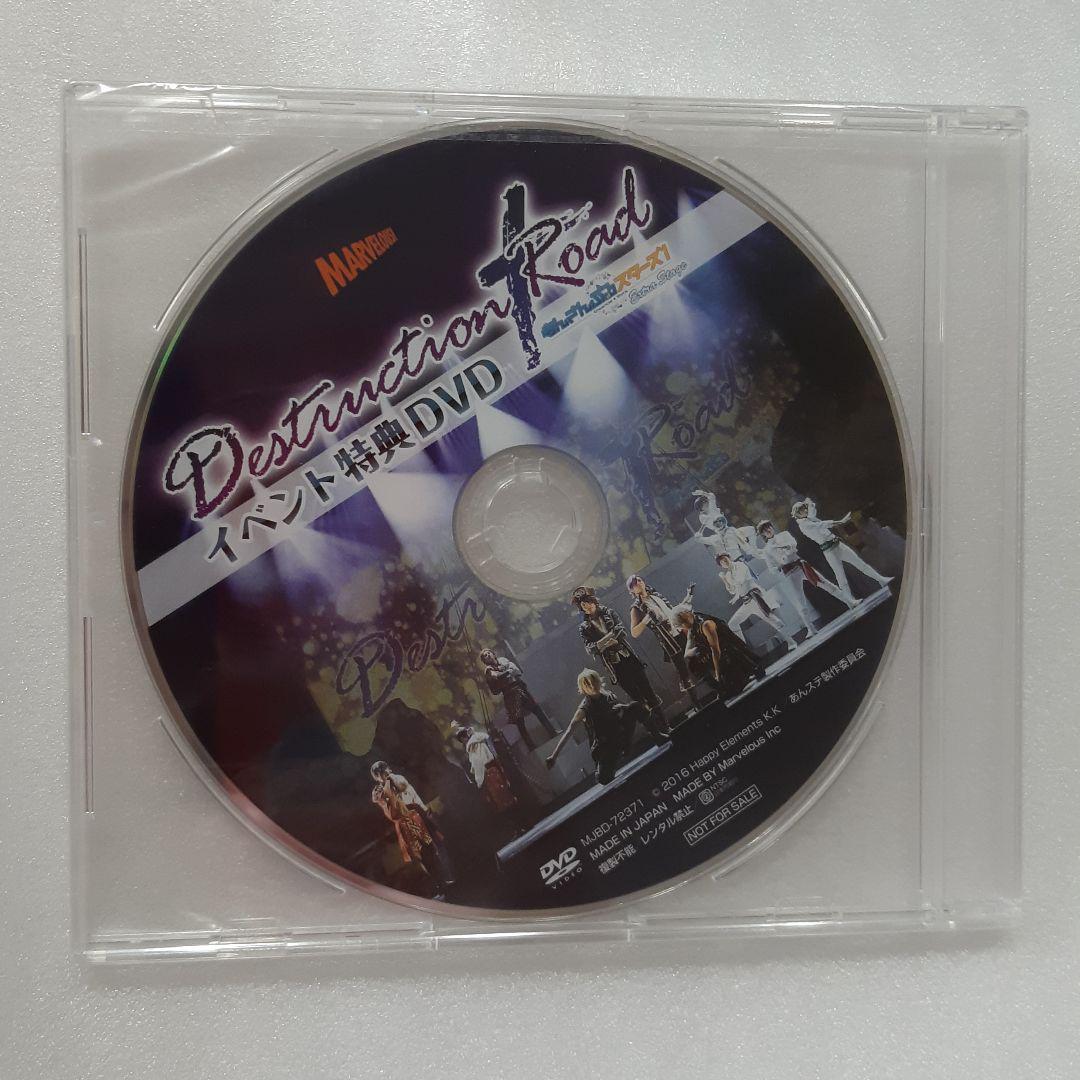 MARVELOUS!
Destruction Road
あんさんぶるスターズ!
Extra Stage
イベント特典DVD
Road
Destr
DVD
VIDEO
MJBD-72371 © 2016 Happy Elements K.K あんステ製作委員会
MADE IN JAPAN MADE BY Marvelous Inc
複製不能 レンタル禁止
NTSC
NOT FOR SALE